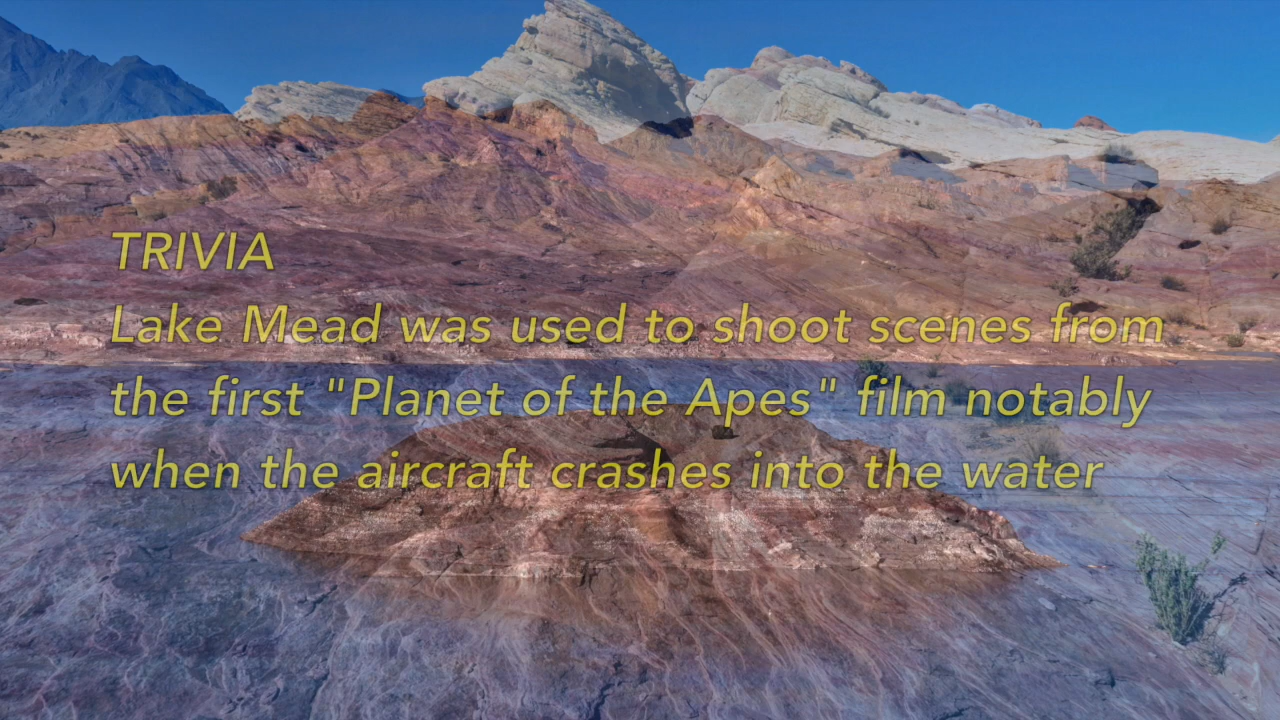 TRIVIA
Lake Mead was used to shoot scenes from
the first "Planet of the Apes" film notably
when the aircraft crashes into the water